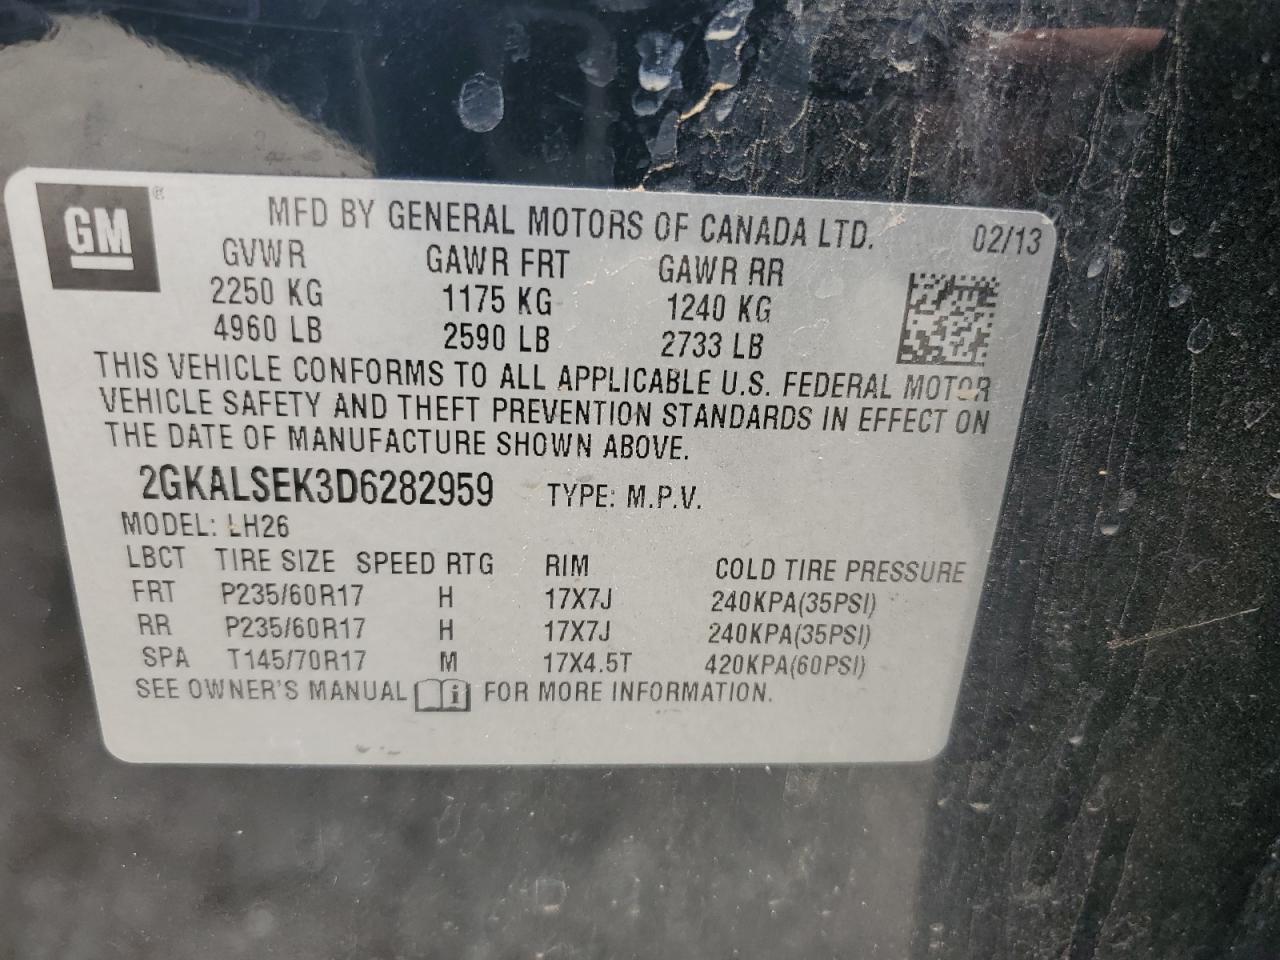 GM ®
MFD BY GENERAL MOTORS OF CANADA LTD. 02/13
GVWR GAWR FRT GAWR RR
2250 KG 1175 KG 1240 KG
4960 LB 2590 LB 2733 LB
THIS VEHICLE CONFORMS TO ALL APPLICABLE U.S. FEDERAL MOTOR
VEHICLE SAFETY AND THEFT PREVENTION STANDARDS IN EFFECT ON
THE DATE OF MANUFACTURE SHOWN ABOVE.
2GKALSEK3D6282959 TYPE: M.P.V.
MODEL: LH26
LBCT TIRE SIZE SPEED RTG RIM COLD TIRE PRESSURE
FRT P235/60R17 H 17X7J 240KPA(35PSI)
RR P235/60R17 H 17X7J 240KPA(35PSI)
SPA T145/70R17 M 17X4.5T 420KPA(60PSI)
SEE OWNER'S MANUAL i FOR MORE INFORMATION.